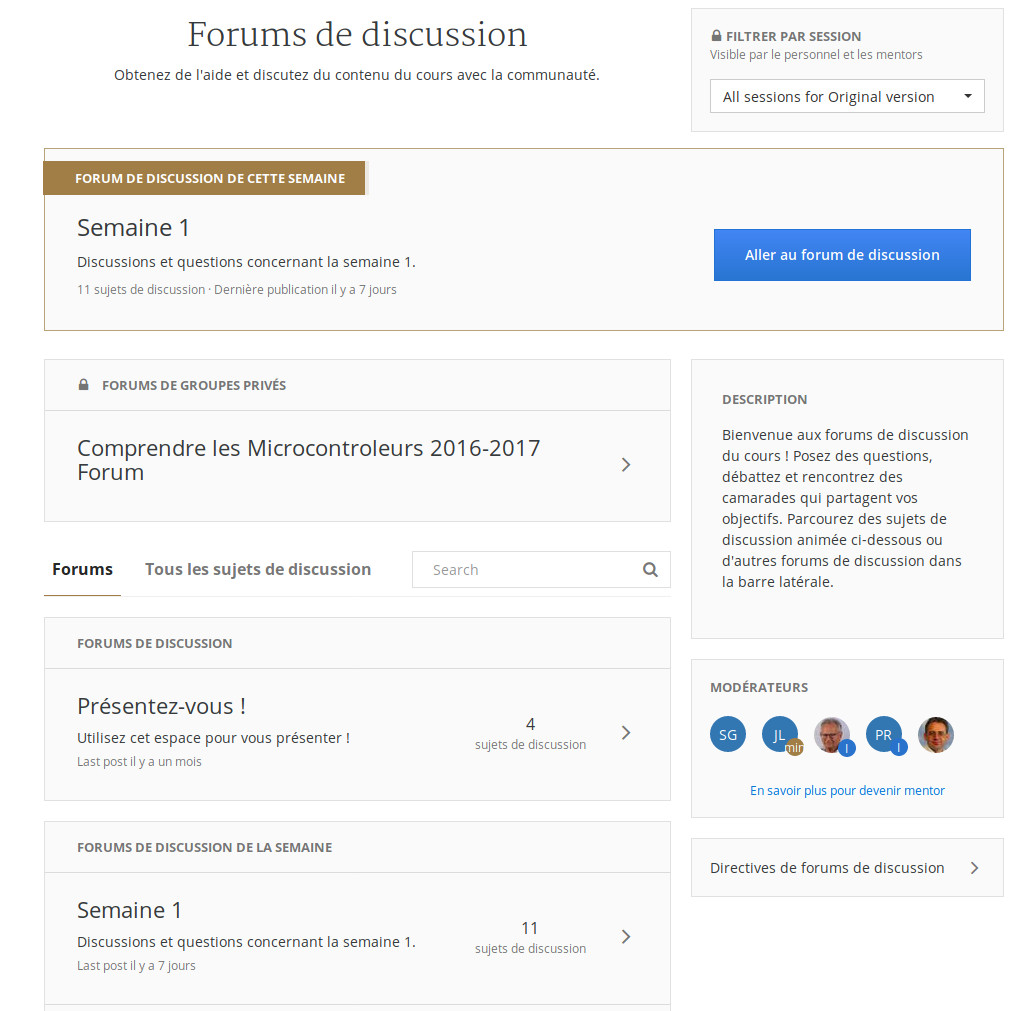 Forums de discussion
Obtenez de l'aide et discutez du contenu du cours avec la communauté.
FILTRER PAR SESSION
Visible par le personnel et les mentors
All sessions for Original version
FORUM DE DISCUSSION DE CETTE SEMAINE
Semaine 1
Discussions et questions concernant la semaine 1.
11 sujets de discussion · Dernière publication il y a 7 jours
Aller au forum de discussion
FORUMS DE GROUPES PRIVÉS
Comprendre les Microcontroleurs 2016-2017
Forum
Forums
Tous les sujets de discussion
Search
FORUMS DE DISCUSSION
Présentez-vous !
Utilisez cet espace pour vous présenter !
Last post il y a un mois
4
sujets de discussion
FORUMS DE DISCUSSION DE LA SEMAINE
Semaine 1
Discussions et questions concernant la semaine 1.
Last post il y a 7 jours
11
sujets de discussion
DESCRIPTION
Bienvenue aux forums de discussion
du cours ! Posez des questions,
débattez et rencontrez des
camarades qui partagent vos
objectifs. Parcourez des sujets de
discussion animée ci-dessous ou
d'autres forums de discussion dans
la barre latérale.
MODÉRATEURS
SG
JL
min
I
PR
I
En savoir plus pour devenir mentor
Directives de forums de discussion